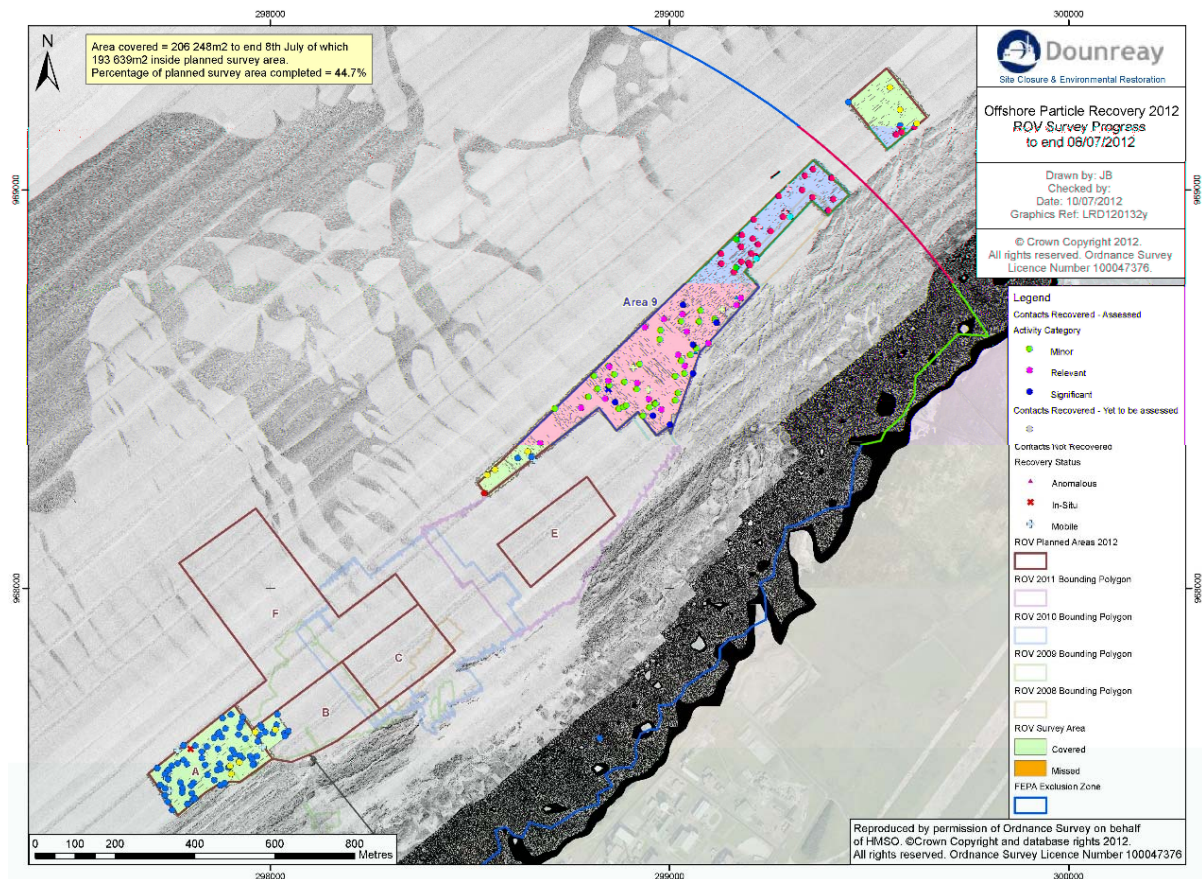 298000
299000
300000
N
Area covered = 206 248m2 to end 8th July of which
193 639m2 inside planned survey area.
Percentage of planned survey area completed = 44.7%
Dounreay
Site Closure & Environmental Restoration
Offshore Particle Recovery 2012
ROV Survey Progress
to end 08/07/2012
Drawn by: JB
Checked by:
Date: 10/07/2012
Graphics Ref: LRD120132y
© Crown Copyright 2012.
All rights reserved. Ordnance Survey
Licence Number 100047376.
969000
969000
Legend
Contacts Recovered - Assessed
Activity Category
Minor
Relevant
Significant
Contacts Recovered - Yet to be assessed
Contacts Not Recovered
Recovery Status
Anomalous
In-Situ
Mobile
ROV Planned Areas 2012
ROV 2011 Bounding Polygon
ROV 2010 Bounding Polygon
ROV 2009 Bounding Polygon
ROV 2008 Bounding Polygon
ROV Survey Area
Covered
Missed
FEPA Exclusion Zone
Area 9
E
968000
968000
F
C
B
A
0 100 200 400 600 800
Metres
Reproduced by permission of Ordnance Survey on behalf
of HMSO. ©Crown Copyright and database rights 2012.
All rights reserved. Ordnance Survey Licence Number 100047376
298000
299000
300000